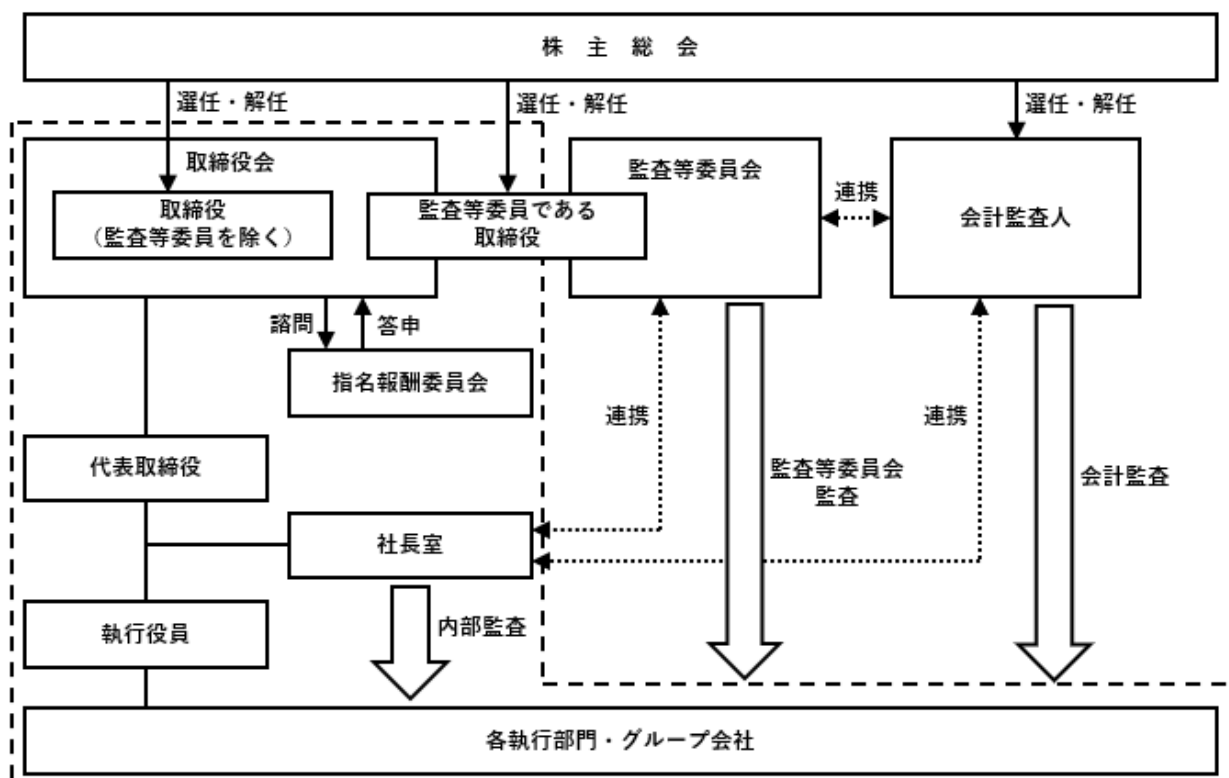 株 主 総 会
選任・解任
選任・解任
選任・解任
取締役会
取締役
（監査等委員を除く）
監査等委員である
取締役
監査等委員会
連携
会計監査人
諮問
答申
指名報酬委員会
連携
連携
代表取締役
監査等委員会
監査
会計監査
社長室
執行役員
内部監査
各執行部門・グループ会社